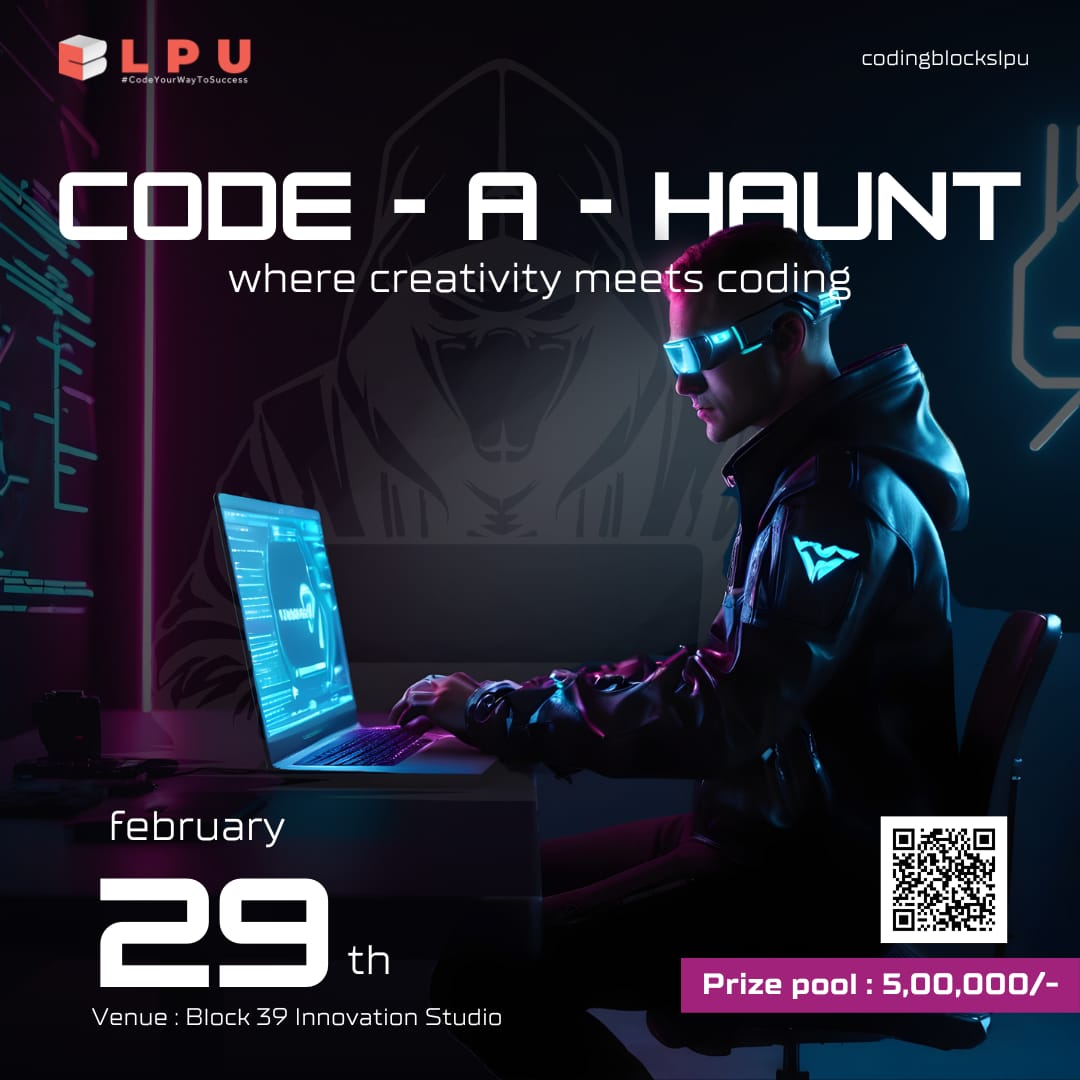 LPU
#CodeYourWayToSuccess
codingblockslpu
CODE - A - HAUNT
where creativity meets coding
february
29 th
Venue : Block 39 Innovation Studio
Prize pool : 5,00,000/-